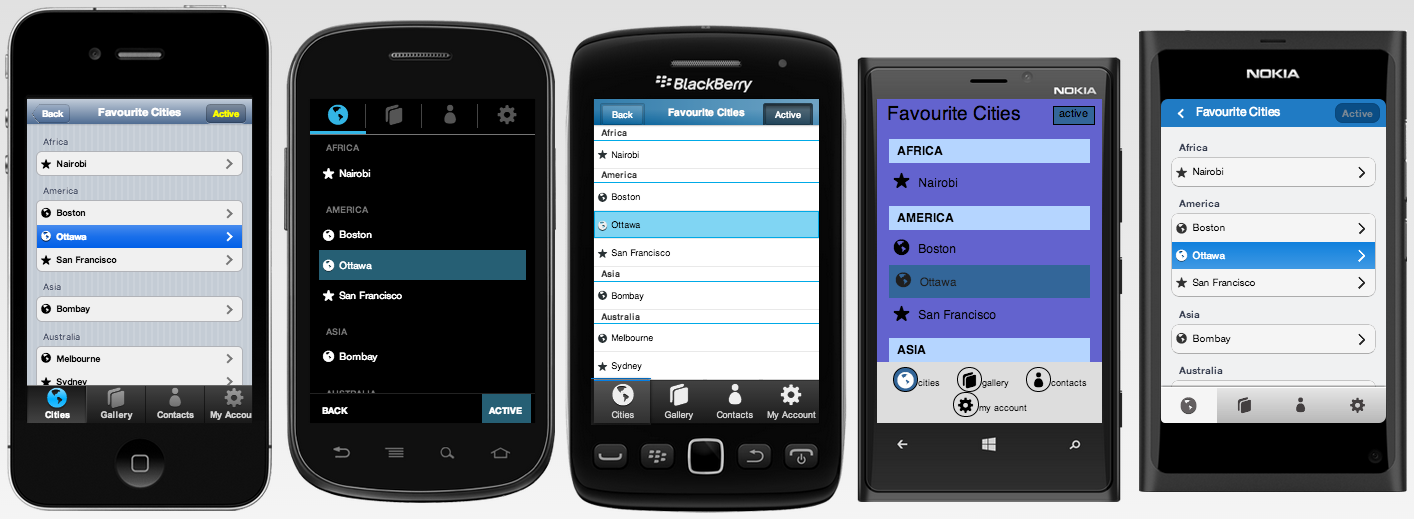 Back Favourite Cities Active
Africa
Nairobi
America
Boston
Ottawa
San Francisco
Asia
Bombay
Australia
Melbourne
Sydney
Cities Gallery Contacts My Accou
AFRICA
Nairobi
AMERICA
Boston
Ottawa
San Francisco
ASIA
Bombay
AUSTRALIA
BACK ACTIVE
BlackBerry
Back Favourite Cities Active
Africa
Nairobi
America
Boston
Ottawa
San Francisco
Asia
Bombay
Australia
Melbourne
Sydney
Cities Gallery Contacts My Account
NOKIA
Favourite Cities active
AFRICA
Nairobi
AMERICA
Boston
Ottawa
San Francisco
ASIA
cities gallery contacts
my account
NOKIA
Favourite Cities Active
Africa
Nairobi
America
Boston
Ottawa
San Francisco
Asia
Bombay
Australia